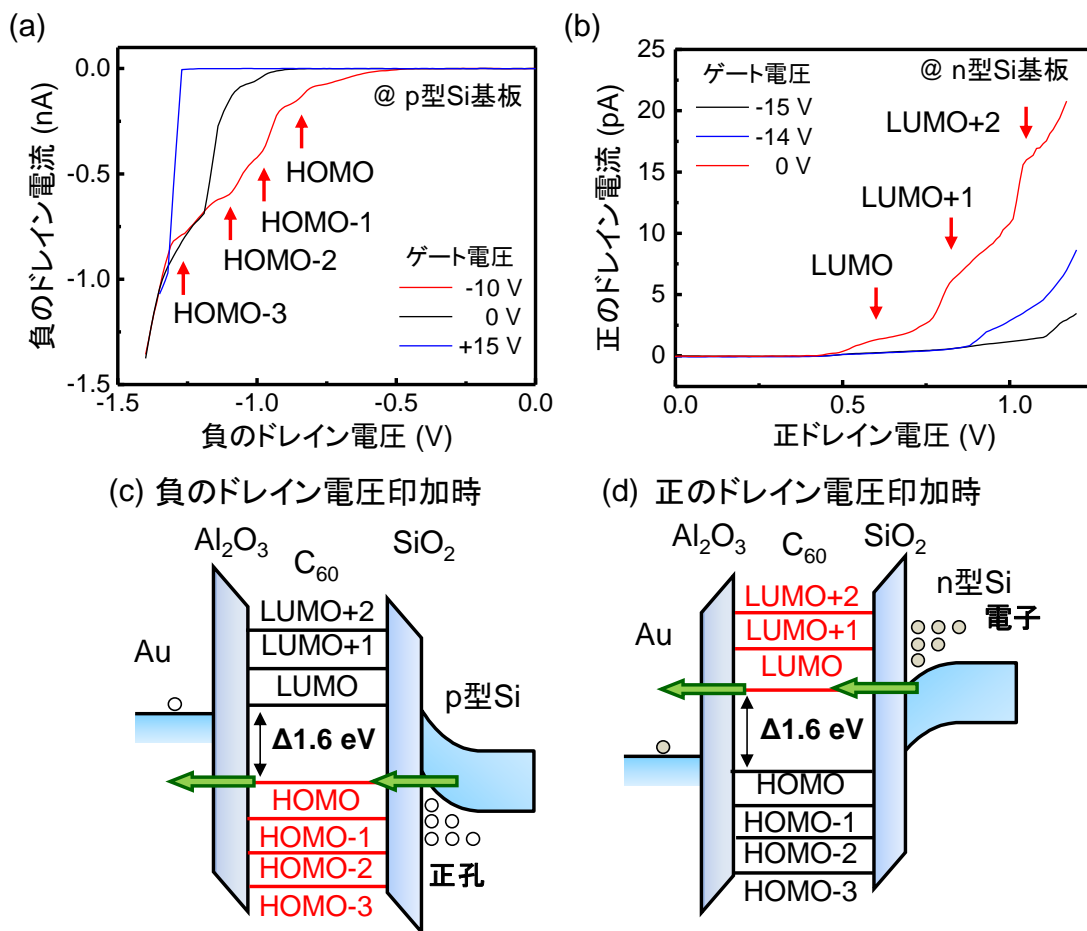 (a)
0.0
-0.5
-1.0
-1.5
負のドレイン電流 (nA)
@ p型Si基板
HOMO
HOMO-1
HOMO-2
HOMO-3
ゲート電圧
-10 V
0 V
+15 V
-1.5
-1.0
-0.5
0.0
負のドレイン電圧 (V)
(b)
25
20
15
10
5
0
正のドレイン電流 (pA)
ゲート電圧
-15 V
-14 V
0 V
@ n型Si基板
LUMO+2
LUMO+1
LUMO
0.0
0.5
1.0
正ドレイン電圧 (V)
(c) 負のドレイン電圧印加時
Al2O3
C60
SiO2
Au
LUMO+2
LUMO+1
LUMO
p型Si
Δ1.6 eV
HOMO
HOMO-1
HOMO-2
HOMO-3
正孔
(d) 正のドレイン電圧印加時
Al2O3
C60
SiO2
Au
n型Si
電子
LUMO+2
LUMO+1
LUMO
Δ1.6 eV
HOMO
HOMO-1
HOMO-2
HOMO-3